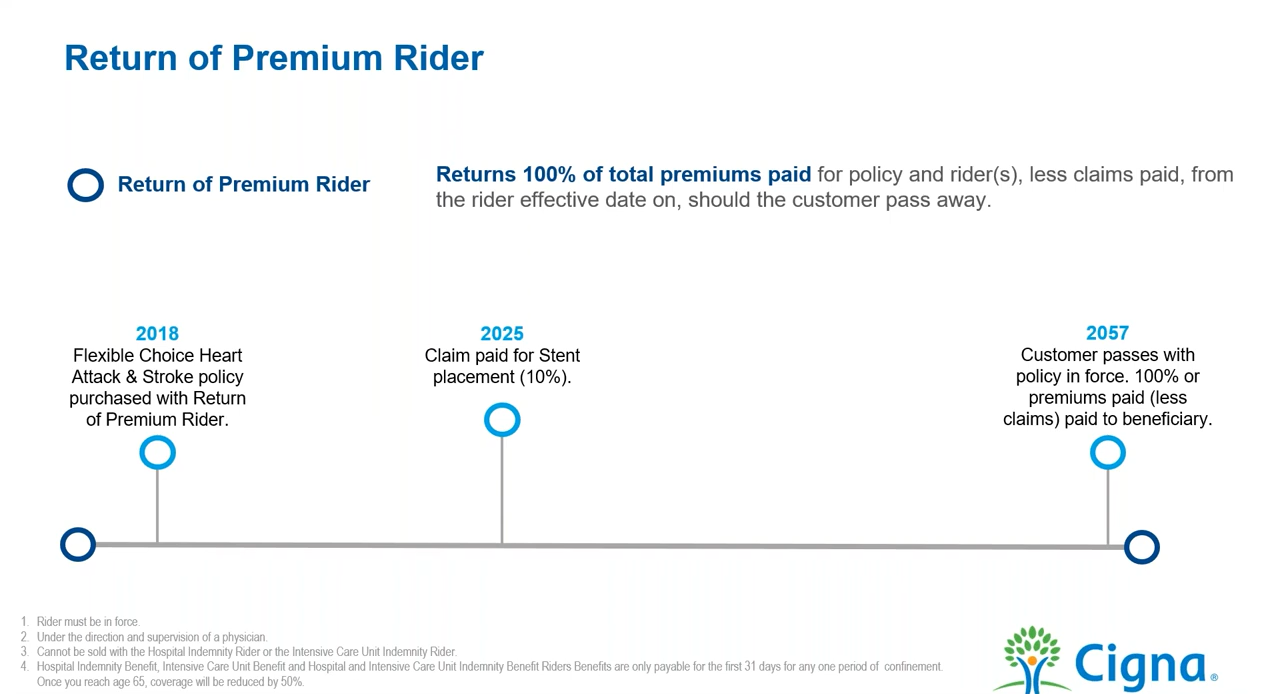 Return of Premium Rider
Return of Premium Rider
Returns 100% of total premiums paid for policy and rider(s), less claims paid, from
the rider effective date on, should the customer pass away.
2018
Flexible Choice Heart
Attack & Stroke policy
purchased with Return
of Premium Rider.
2025
Claim paid for Stent
placement (10%).
2057
Customer passes with
policy in force. 100% or
premiums paid (less
claims) paid to beneficiary.
1. Rider must be in force.
2. Under the direction and supervision of a physician.
3. Cannot be sold with the Hospital Indemnity Rider or the Intensive Care Unit Indemnity Rider.
4. Hospital Indemnity Benefit, Intensive Care Unit Benefit and Hospital and Intensive Care Unit Indemnity Benefit Riders Benefits are only payable for the first 31 days for any one period of confinement.
Once you reach age 65, coverage will be reduced by 50%.
Cigna®